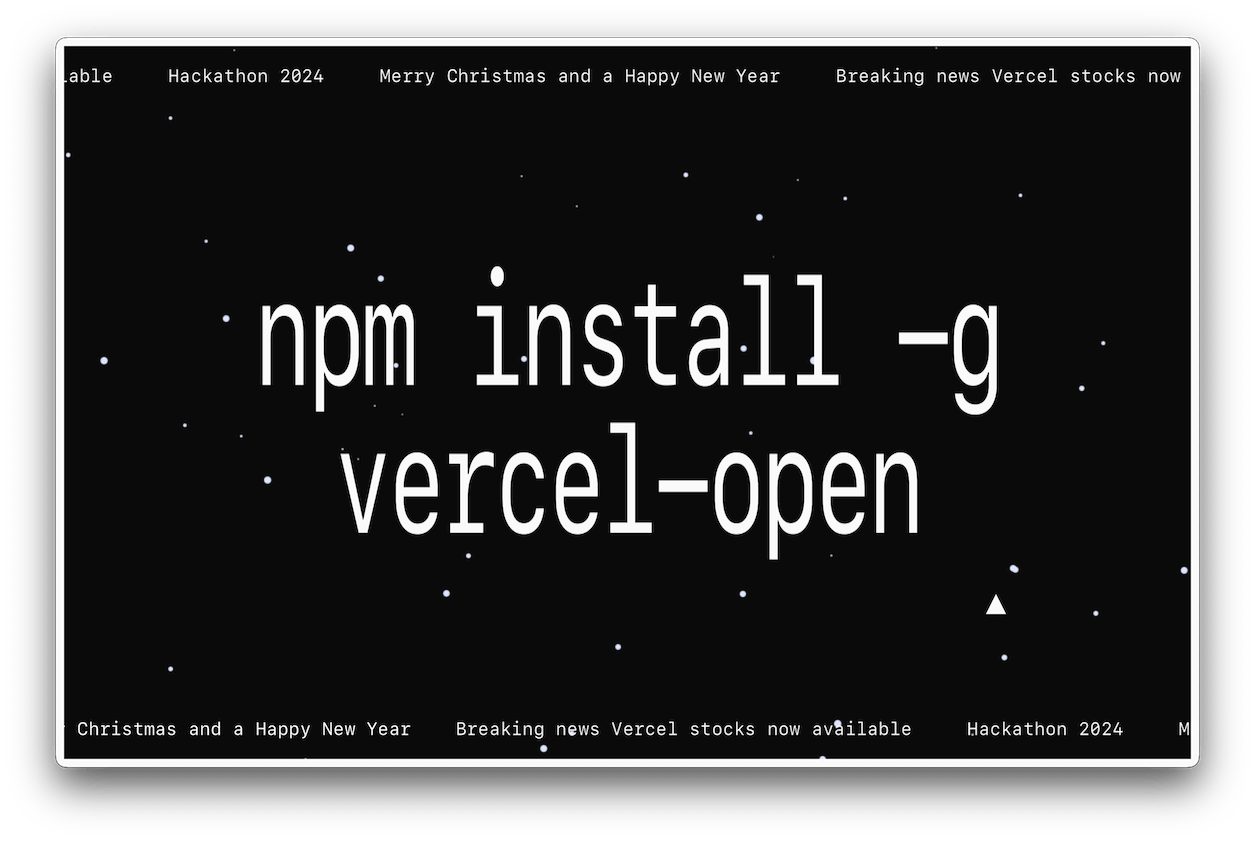 lable Hackathon 2024 Merry Christmas and a Happy New Year Breaking news Vercel stocks now
npm install -g
vercel-open
Christmas and a Happy New Year Breaking news Vercel stocks now available Hackathon 2024 M